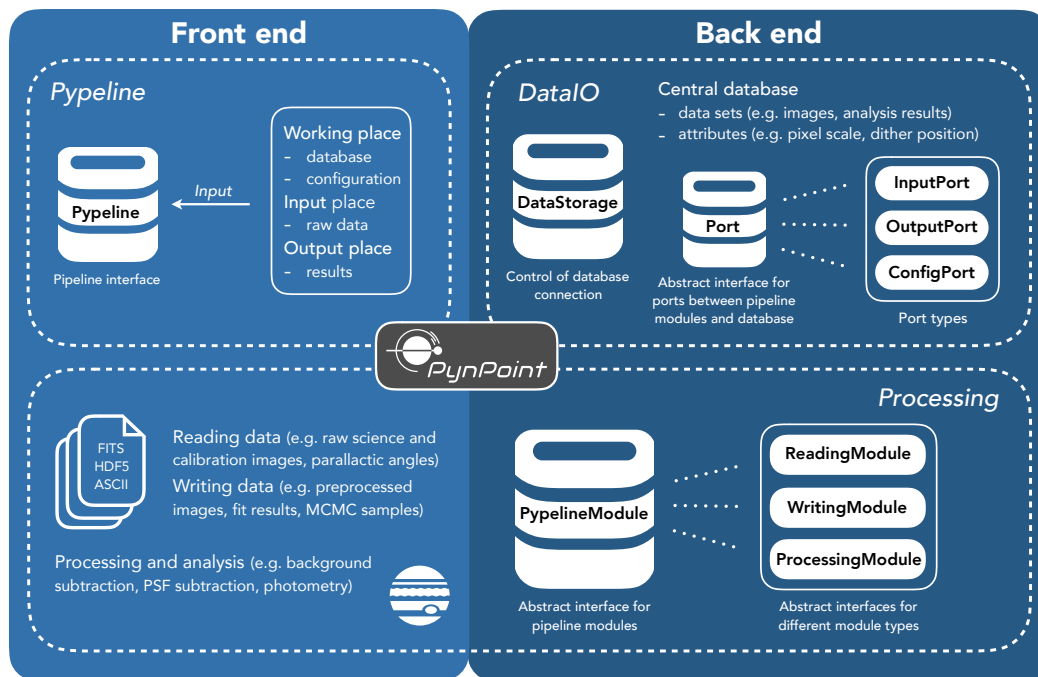 Front end
Back end
Pypeline
Pypeline
Pipeline interface
Input
Working place
- database
- configuration
Input place
- raw data
Output place
- results
DataIO
DataStorage
Control of database
connection
Central database
- data sets (e.g. images, analysis results)
- attributes (e.g. pixel scale, dither position)
Port
Abstract interface for
ports between pipeline
modules and database
InputPort
OutputPort
ConfigPort
Port types
PynPoint
FITS
HDF5
ASCII
Reading data (e.g. raw science and
calibration images, parallactic angles)
Writing data (e.g. preprocessed
images, fit results, MCMC samples)
Processing and analysis (e.g. background
subtraction, PSF subtraction, photometry)
Processing
PypelineModule
Abstract interface for
pipeline modules
ReadingModule
WritingModule
ProcessingModule
Abstract interfaces for
different module types